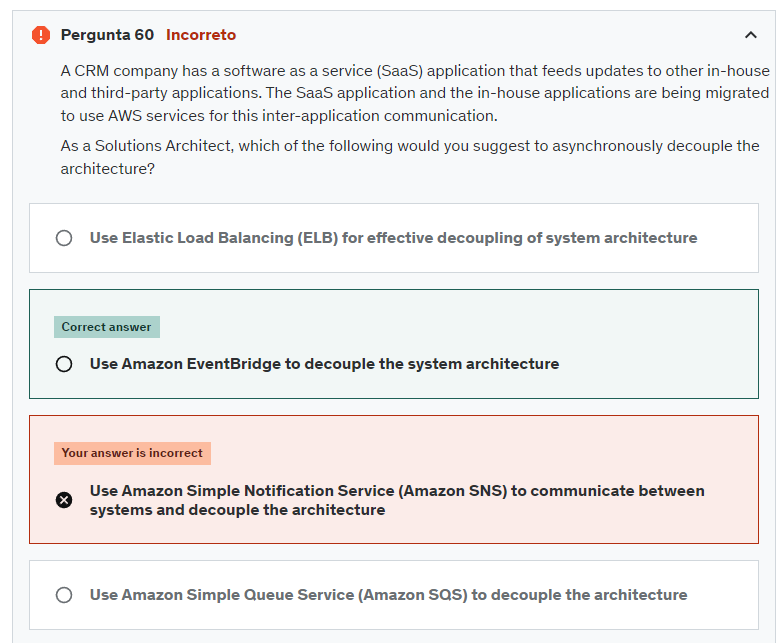 Pergunta 60 Incorreto
A CRM company has a software as a service (SaaS) application that feeds updates to other in-house
and third-party applications. The SaaS application and the in-house applications are being migrated
to use AWS services for this inter-application communication.
As a Solutions Architect, which of the following would you suggest to asynchronously decouple the
architecture?
Use Elastic Load Balancing (ELB) for effective decoupling of system architecture
Correct answer
Use Amazon EventBridge to decouple the system architecture
Your answer is incorrect
Use Amazon Simple Notification Service (Amazon SNS) to communicate between
systems and decouple the architecture
Use Amazon Simple Queue Service (Amazon SQS) to decouple the architecture